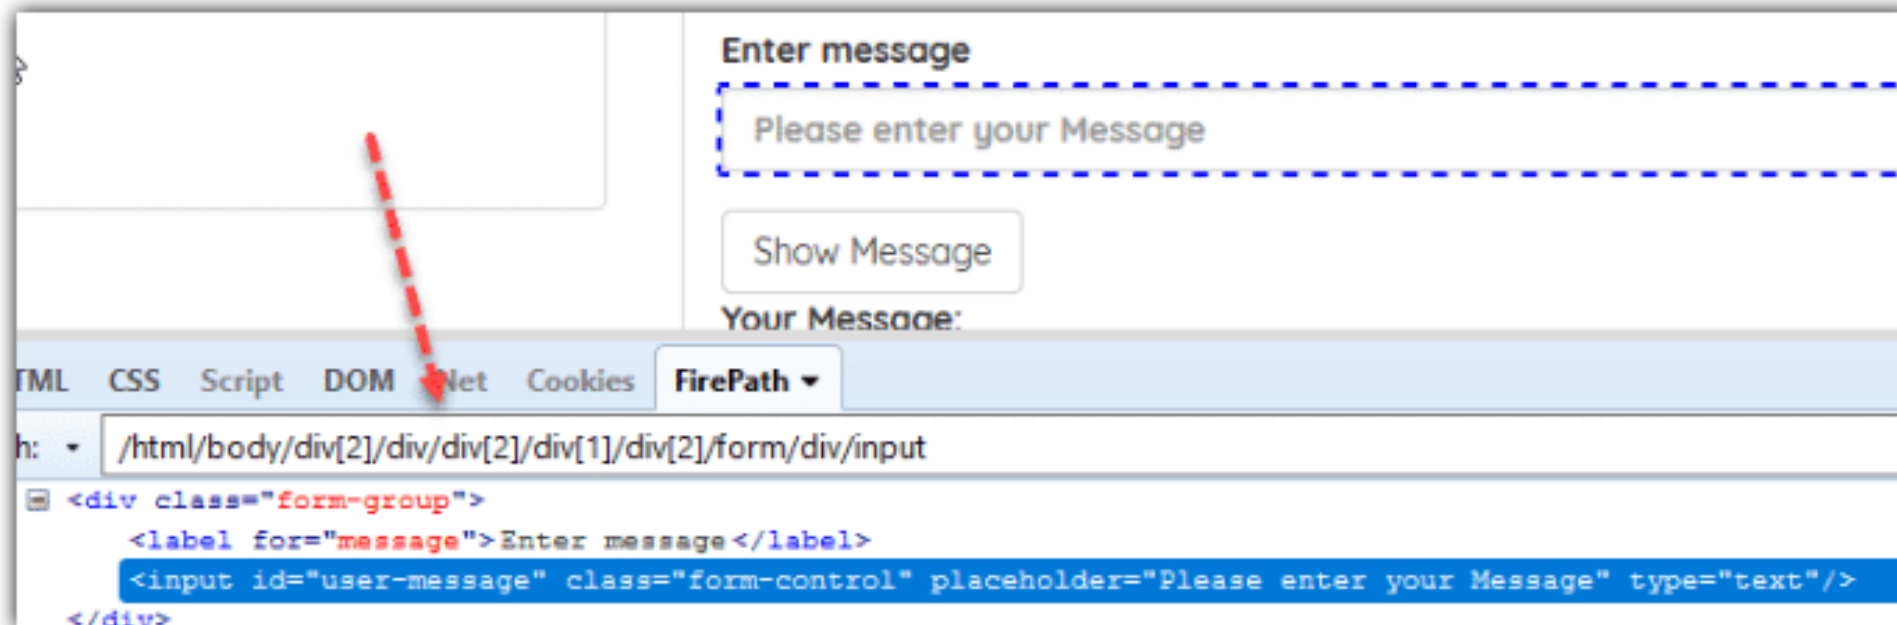 Enter message
Please enter your Message
Show Message
Your Message:
TML CSS Script DOM Net Cookies FirePath
h: /html/body/div[2]/div/div[2]/div[1]/div[2]/form/div/input
<div class="form-group">
<label for="message">Enter message</label>
<input id="user-message" class="form-control" placeholder="Please enter your Message" type="text"/>
</div>